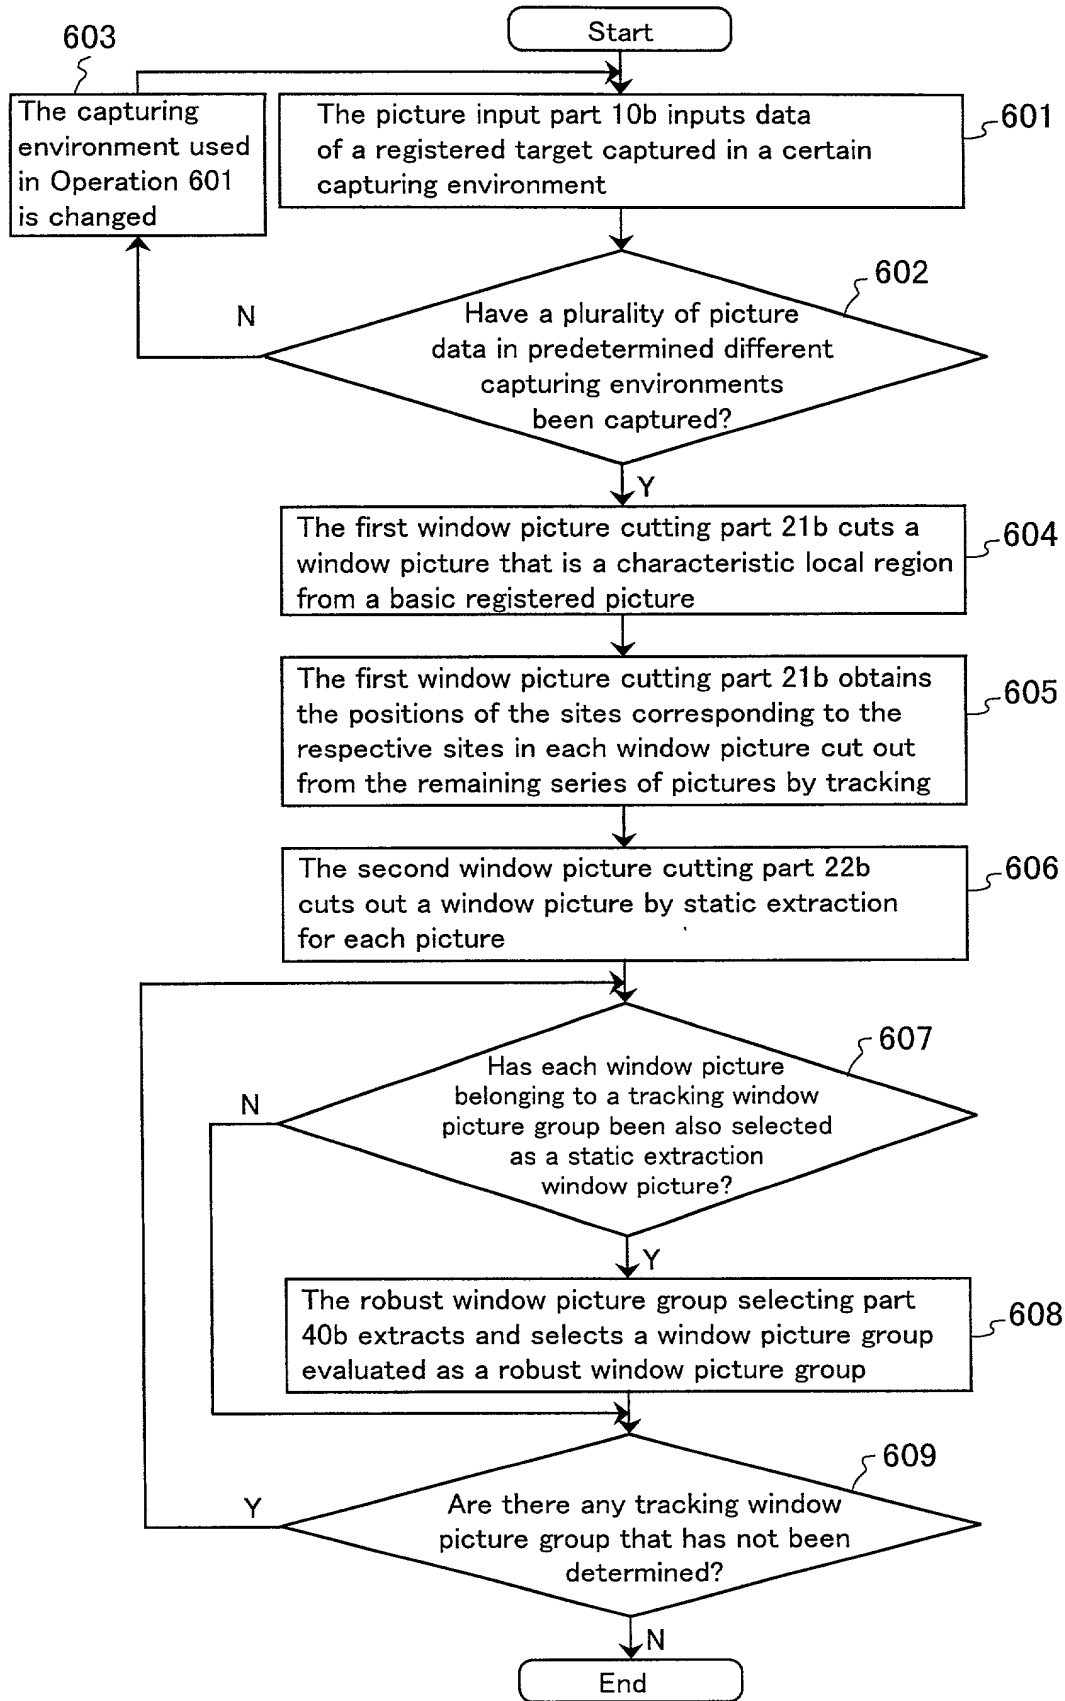 Start
603
The capturing
environment used
in Operation 601
is changed
The picture input part 10b inputs data
of a registered target captured in a certain
capturing environment
601
602
N
Have a plurality of picture
data in predetermined different
capturing environments
been captured?
Y
The first window picture cutting part 21b cuts a
window picture that is a characteristic local region
from a basic registered picture
604
The first window picture cutting part 21b obtains
the positions of the sites corresponding to the
respective sites in each window picture cut out
from the remaining series of pictures by tracking
605
The second window picture cutting part 22b
cuts out a window picture by static extraction
for each picture
606
607
N
Has each window picture
belonging to a tracking window
picture group been also selected
as a static extraction
window picture?
Y
The robust window picture group selecting part
40b extracts and selects a window picture group
evaluated as a robust window picture group
608
609
Y
Are there any tracking window
picture group that has not been
determined?
N
End